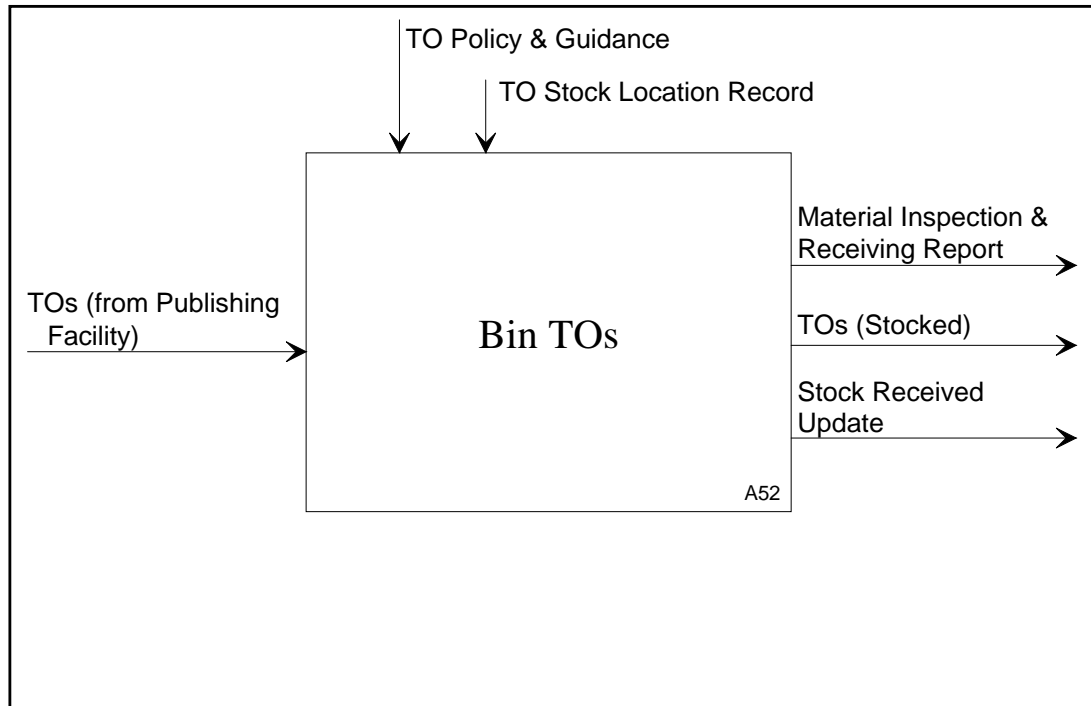 TO Policy & Guidance
TO Stock Location Record
Material Inspection &
Receiving Report
TOs (from Publishing
Facility)
Bin TOs
TOs (Stocked)
Stock Received
Update
A52